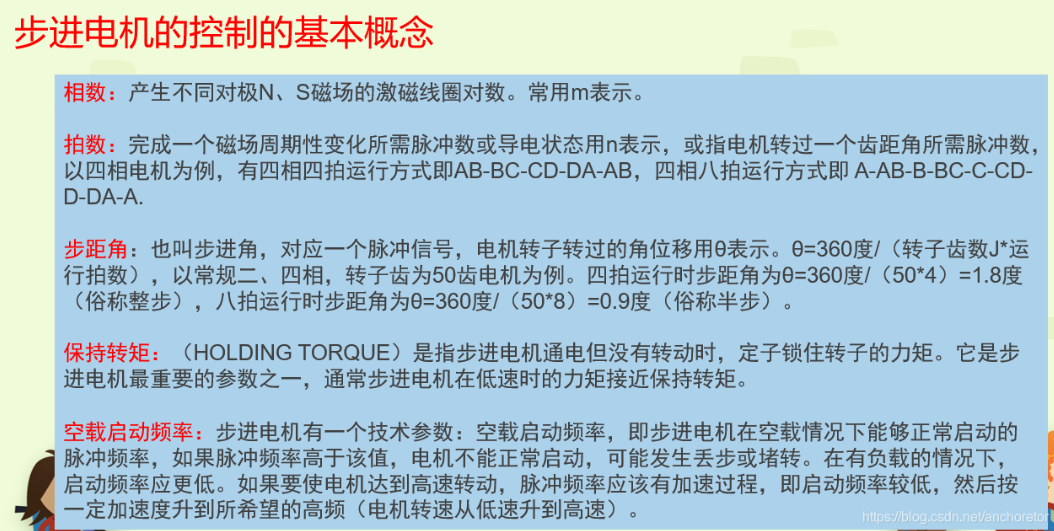 步进电机的控制的基本概念
相数：产生不同对极N、S磁场的激磁线圈对数。常用m表示。
拍数：完成一个磁场周期性变化所需脉冲数或导电状态用n表示，或指电机转过一个齿距角所需脉冲数，
以四相电机为例，有四相四拍运行方式即AB-BC-CD-DA-AB，四相八拍运行方式即 A-AB-B-BC-C-CD-
D-DA-A.
步距角：也叫步进角，对应一个脉冲信号，电机转子转过的角位移用θ表示。θ=360度/（转子齿数J*运
行拍数），以常规二、四相，转子齿为50齿电机为例。四拍运行时步距角为θ=360度/（50*4）=1.8度
（俗称整步），八拍运行时步距角为θ=360度/（50*8）=0.9度（俗称半步）。
保持转矩：（HOLDING TORQUE）是指步进电机通电但没有转动时，定子锁住转子的力矩。它是步
进电机最重要的参数之一，通常步进电机在低速时的力矩接近保持转矩。
空载启动频率：步进电机有一个技术参数：空载启动频率，即步进电机在空载情况下能够正常启动的
脉冲频率，如果脉冲频率高于该值，电机不能正常启动，可能发生丢步或堵转。在有负载的情况下，
启动频率应更低。如果要使电机达到高速转动，脉冲频率应该有加速过程，即启动频率较低，然后按
一定加速度升到所希望的高频（电机转速从低速升到高速）。
https://blog.csdn.net/anchoretor